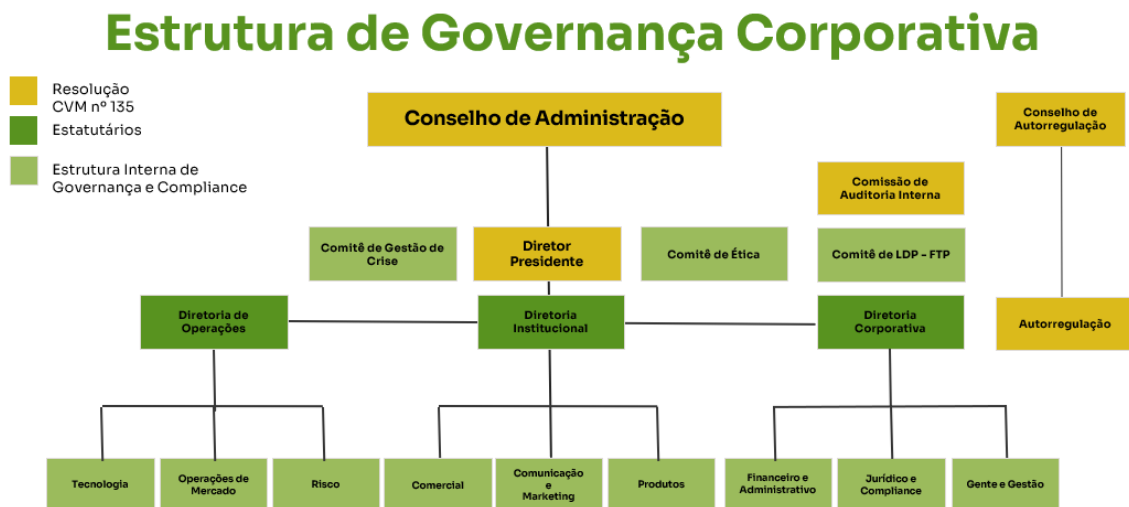 Estrutura de Governança Corporativa
Resolução
CVM nº 135
Estatutários
Estrutura Interna de
Governança e Compliance
Conselho de Administração
Conselho de
Autorregulação
Comissão de
Auditoria Interna
Comitê de Gestão de
Crise
Diretor
Presidente
Comitê de Ética
Comitê de LDP - FTP
Diretoria de
Operações
Diretoria
Institucional
Diretoria
Corporativa
Autorregulação
Tecnologia
Operações de
Mercado
Risco
Comercial
Comunicação
e
Marketing
Produtos
Financeiro e
Administrativo
Jurídico e
Compliance
Gente e Gestão